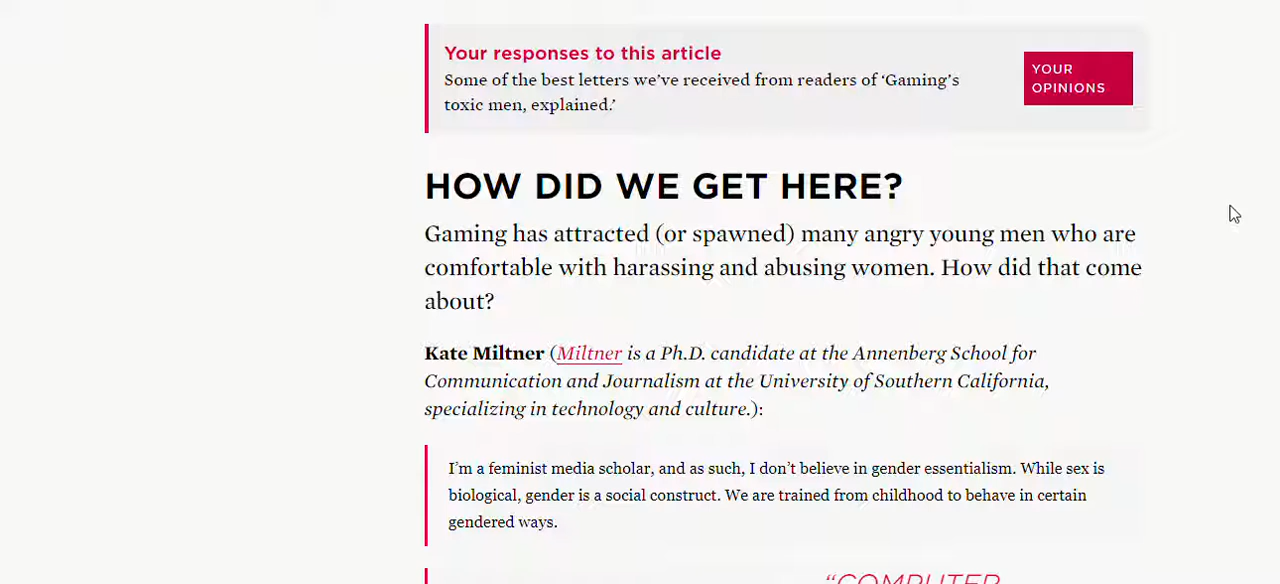 Your responses to this article
Some of the best letters we’ve received from readers of ‘Gaming’s
toxic men, explained.’
YOUR
OPINIONS
HOW DID WE GET HERE?
Gaming has attracted (or spawned) many angry young men who are
comfortable with harassing and abusing women. How did that come
about?
Kate Miltner (Miltner is a Ph.D. candidate at the Annenberg School for
Communication and Journalism at the University of Southern California,
specializing in technology and culture.):
I’m a feminist media scholar, and as such, I don’t believe in gender essentialism. While sex is
biological, gender is a social construct. We are trained from childhood to behave in certain
gendered ways.
“COMPUTER